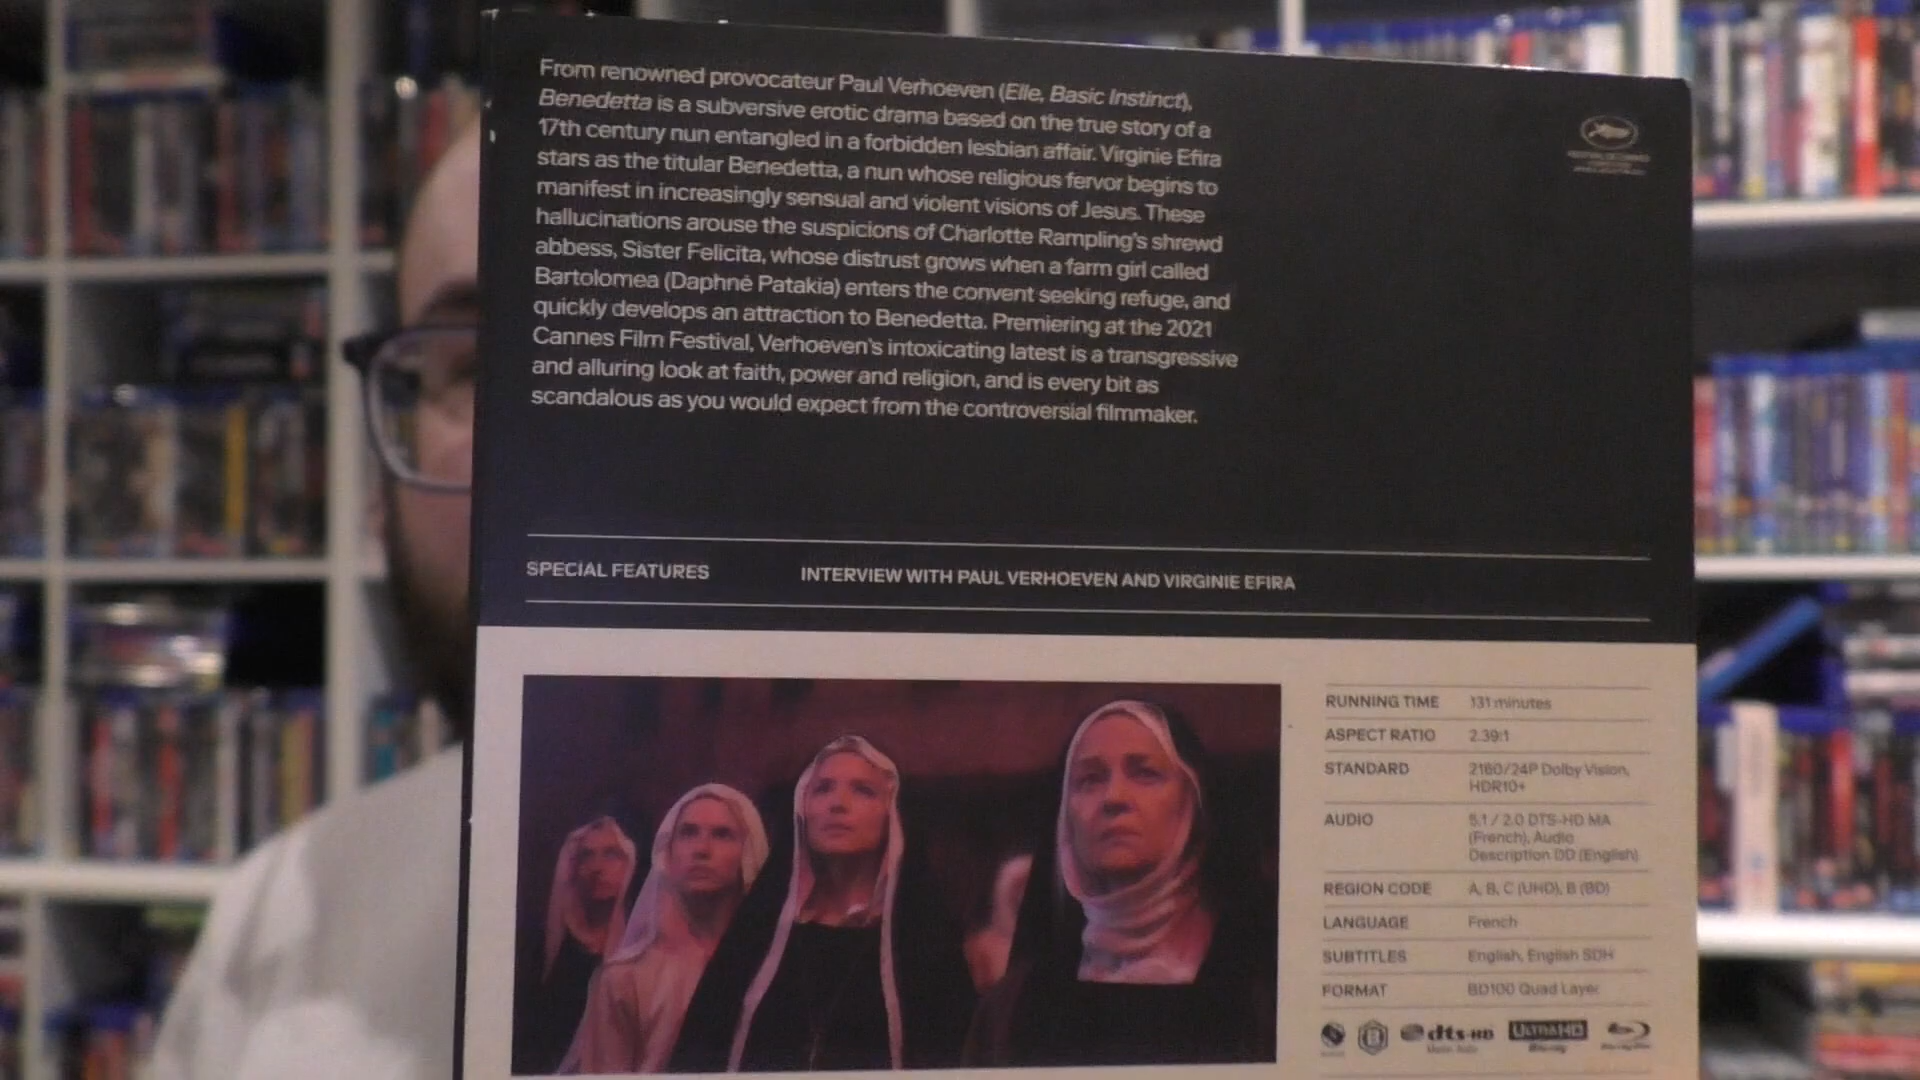 From renowned provocateur Paul Verhoeven (Elle, Basic Instinct),
Benedetta is a subversive erotic drama based on the true story of a
17th century nun entangled in a forbidden lesbian affair. Virginie Efira
stars as the titular Benedetta, a nun whose religious fervor begins to
manifest in increasingly sensual and violent visions of Jesus. These
hallucinations arouse the suspicions of Charlotte Rampling's shrewd
abbess, Sister Felicita, whose distrust grows when a farm girl called
Bartolomea (Daphné Patakia) enters the convent seeking refuge, and
quickly develops an attraction to Benedetta. Premiering at the 2021
Cannes Film Festival, Verhoeven's intoxicating latest is a transgressive
and alluring look at faith, power and religion, and is every bit as
scandalous as you would expect from the controversial filmmaker.
SPECIAL FEATURES INTERVIEW WITH PAUL VERHOEVEN AND VIRGINIE EFIRA
RUNNING TIME 131 minutes
ASPECT RATIO 2.39:1
STANDARD 2160/24P Dolby Vision,
HDR10+
AUDIO 5.1 / 2.0 DTS-HD MA
(French), Audio
Description DD (English)
REGION CODE A, B, C (UHD), B (BD)
LANGUAGE French
SUBTITLES English, English SDH
FORMAT BD100 Quad Layer
B dts-HD ULTRA HD
Master Audio Blu-ray